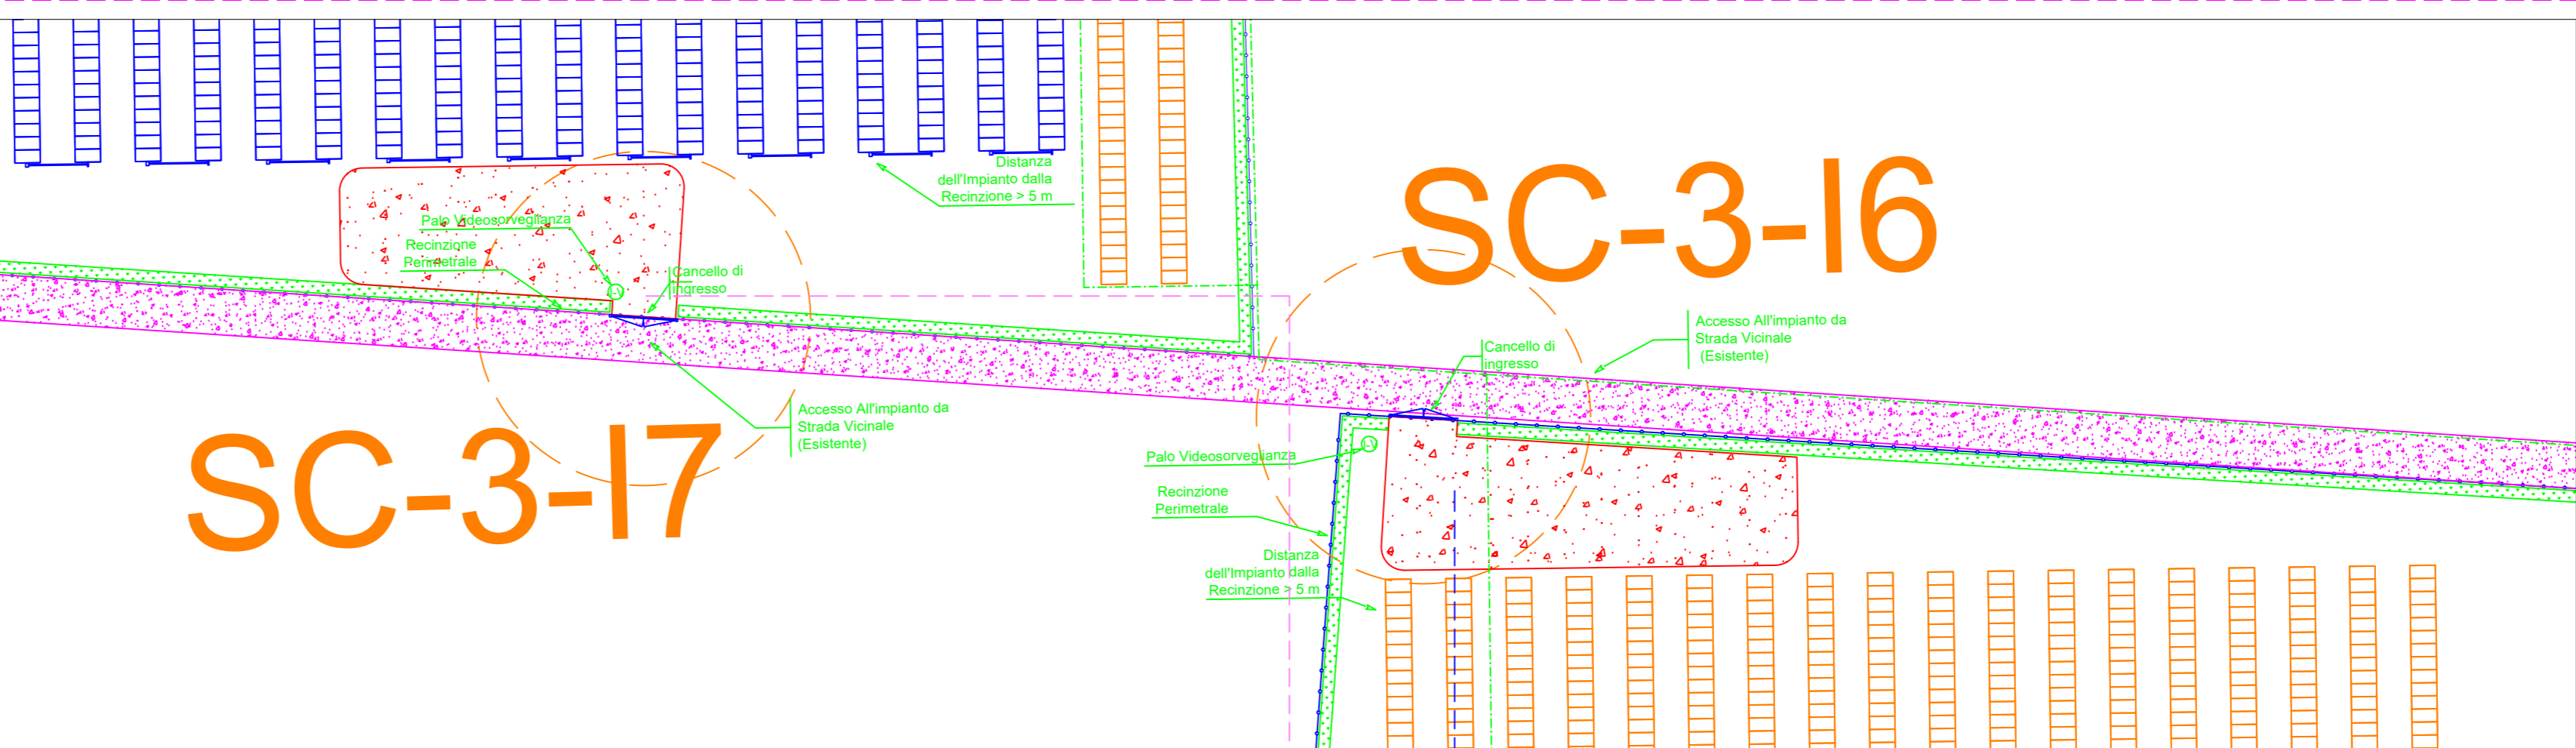 Distanza
dell'Impianto dalla
Recinzione > 5 m
SC-3-I6
Palo Videosorveglianza
Recinzione
Perimetrale
Cancello di
ingresso
Accesso All'impianto da
Strada Vicinale
(Esistente)
SC-3-I7
Accesso All'impianto da
Strada Vicinale
(Esistente)
Cancello di
ingresso
Palo Videosorveglianza
Recinzione
Perimetrale
Distanza
dell'Impianto dalla
Recinzione > 5 m